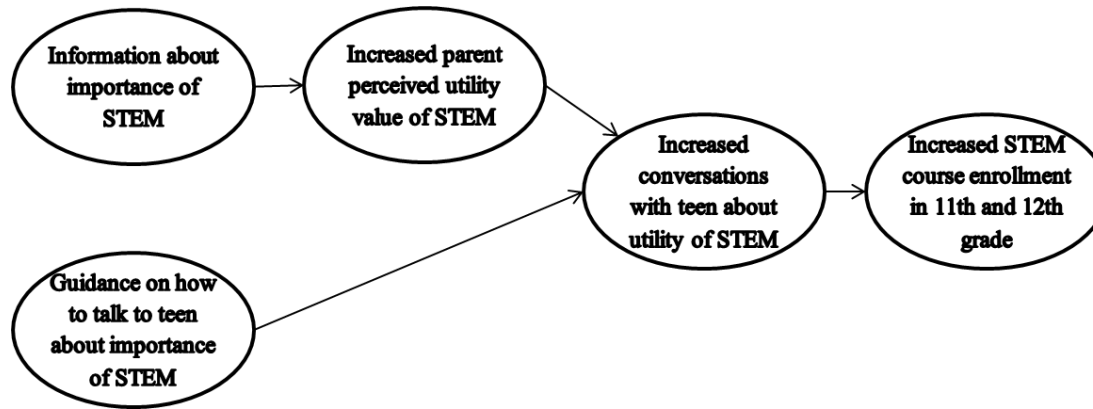 Information about
importance of
STEM
Increased parent
perceived utility
value of STEM
Increased
conversations
with teen about
utility of STEM
Increased STEM
course enrollment
in 11th and 12th
grade
Guidance on how
to talk to teen
about importance
of STEM